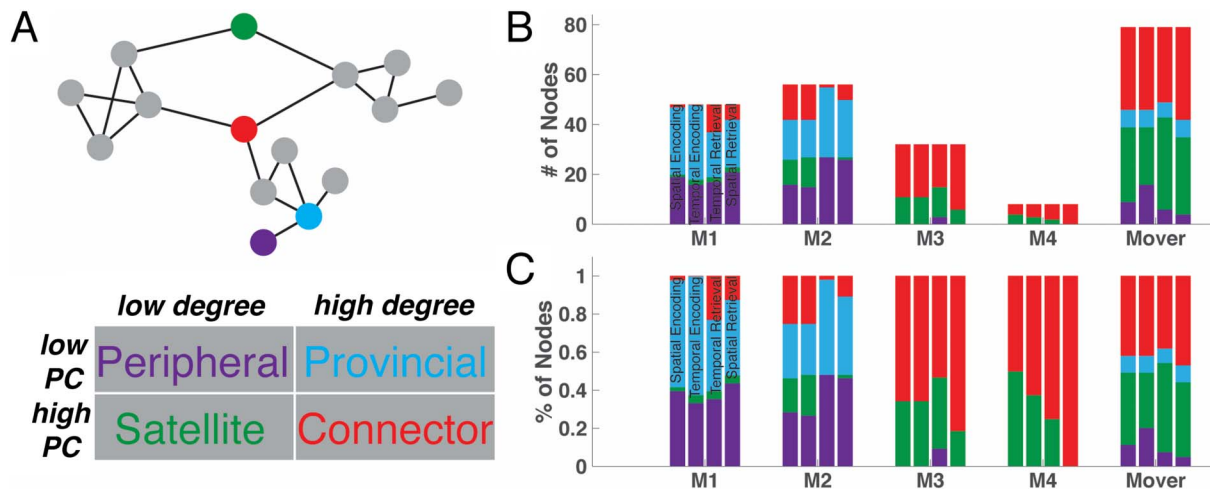 A
low degree high degree
low PC
Peripheral Provincial
high PC
Satellite Connector
B
# of Nodes
80
60
40
20
0
Spatial Encoding
Temporal Encoding
Temporal Retrieval
Spatial Retrieval
M1 M2 M3 M4 Mover
C
% of Nodes
1
0.8
0.6
0.4
0.2
0
Spatial Encoding
Temporal Encoding
Temporal Retrieval
Spatial Retrieval
M1 M2 M3 M4 Mover